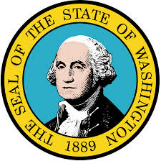 THE SEAL OF THE STATE OF WASHINGTON
1889